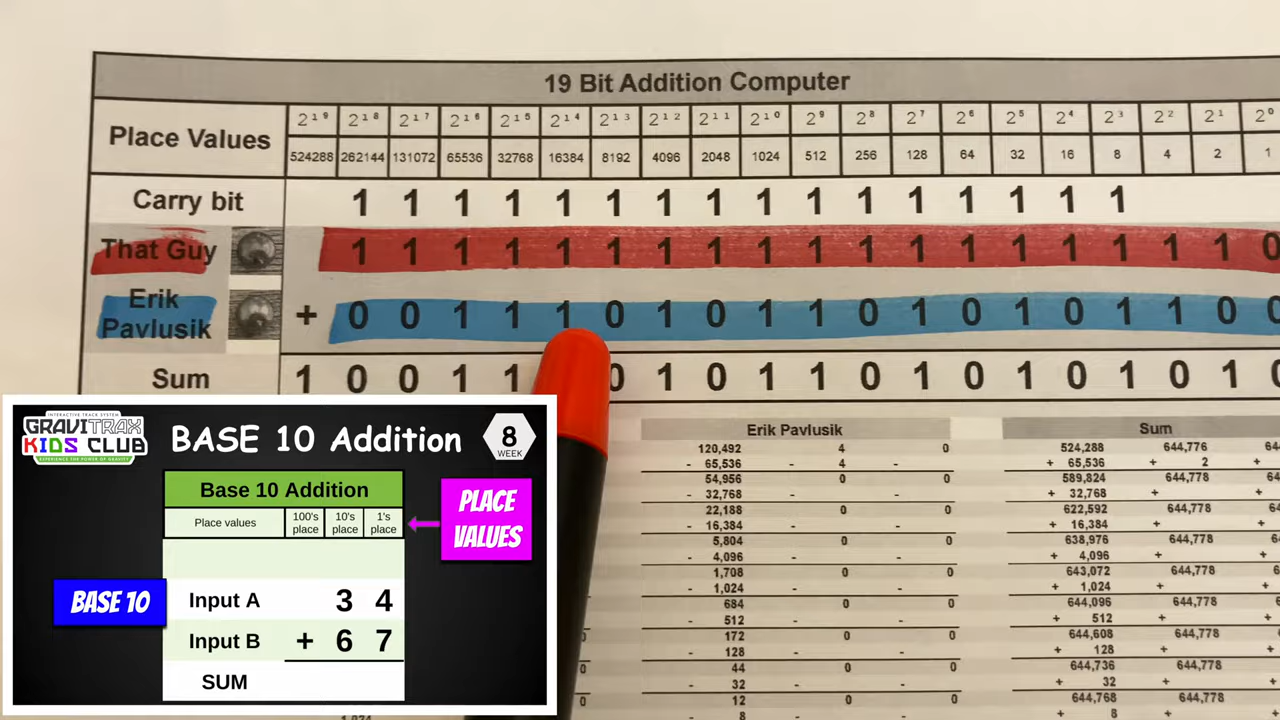 19 Bit Addition Computer
Place Values 2¹⁹ 2¹⁸ 2¹⁷ 2¹⁶ 2¹⁵ 2¹⁴ 2¹³ 2¹² 2¹¹ 2¹⁰ 2⁹ 2⁸ 2⁷ 2⁶ 2⁵ 2⁴ 2³ 2² 2¹ 2⁰
524288 262144 131072 65536 32768 16384 8192 4096 2048 1024 512 256 128 64 32 16 8 4 2 1
Carry bit 1 1 1 1 1 1 1 1 1 1 1 1 1 1 1 1
That Guy 1 1 1 1 1 1 1 1 1 1 1 1 1 1 1 1 1 1 0
Erik Pavlusik + 0 0 1 1 1 0 1 0 1 1 0 1 0 1 0 1 1 0 0
Sum 1 0 0 1 1 0 1 0 1 1 0 1 0 1 0 1 0 1 0
Erik Pavlusik
120,492 4 0
- 65,536 - 4 -
54,956 0 0
- 32,768 - -
22,188 0 0
- 16,384 - -
5,804 0 0
- 4,096 - -
1,708 0 0
- 1,024 - -
684 0 0
- 512 - -
172 0 0
- 128 - -
44 0 0
- 32 - -
12 0 0
- 8 - -
Sum
524,288 644,776
+ 65,536 + 2 +
589,824 644,778
+ 32,768 +
622,592 644,778
+ 16,384 +
638,976 644,778
+ 4,096 +
643,072 644,778
+ 1,024 +
644,096 644,778
+ 512 +
644,608 644,778
+ 128 +
644,736 644,778
+ 32 +
644,768 644,778
+ 8 +
INTERACTIVE TRACK SYSTEM
GRAVITRAX
KIDS CLUB
EXPERIENCE THE POWER OF GRAVITY
BASE 10 Addition
8
WEEK
Base 10 Addition
Place values 100's place 10's place 1's place
PLACE
VALUES
BASE 10
Input A 3 4
Input B + 6 7
SUM